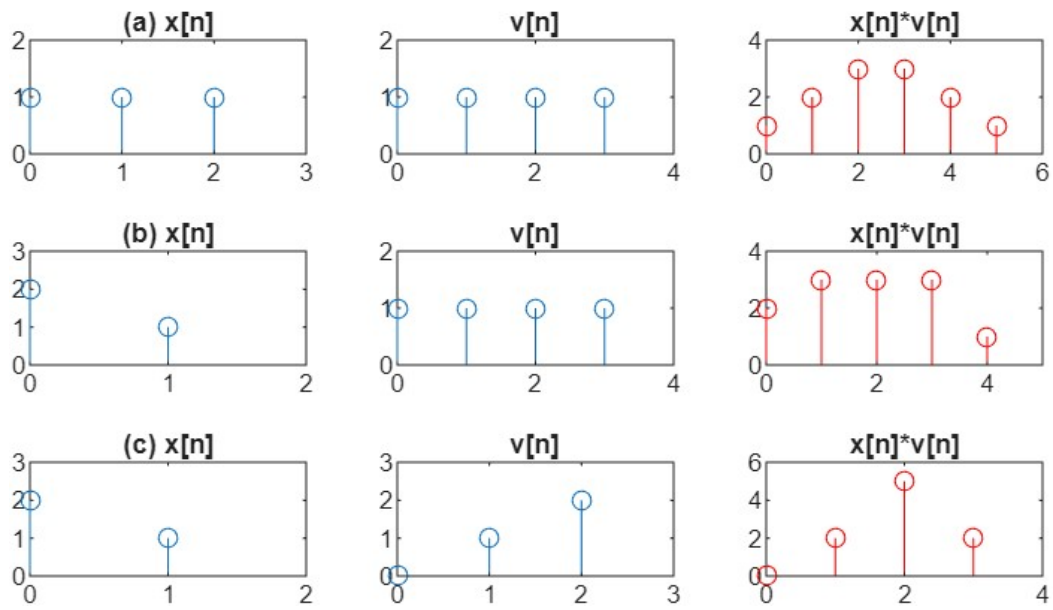 (a) x[n] v[n] x[n]*v[n]
2 2 4
1 1 2
0 0 0
0 1 2 3 0 2 4 0 2 4 6
(b) x[n] v[n] x[n]*v[n]
3 2 4
2 1 2
1 0 0
0
0 1 2 0 2 4 0 2 4
(c) x[n] v[n] x[n]*v[n]
3 3 6
2 2 4
1 1 2
0 0 0
0 1 2 0 1 2 3 0 2 4